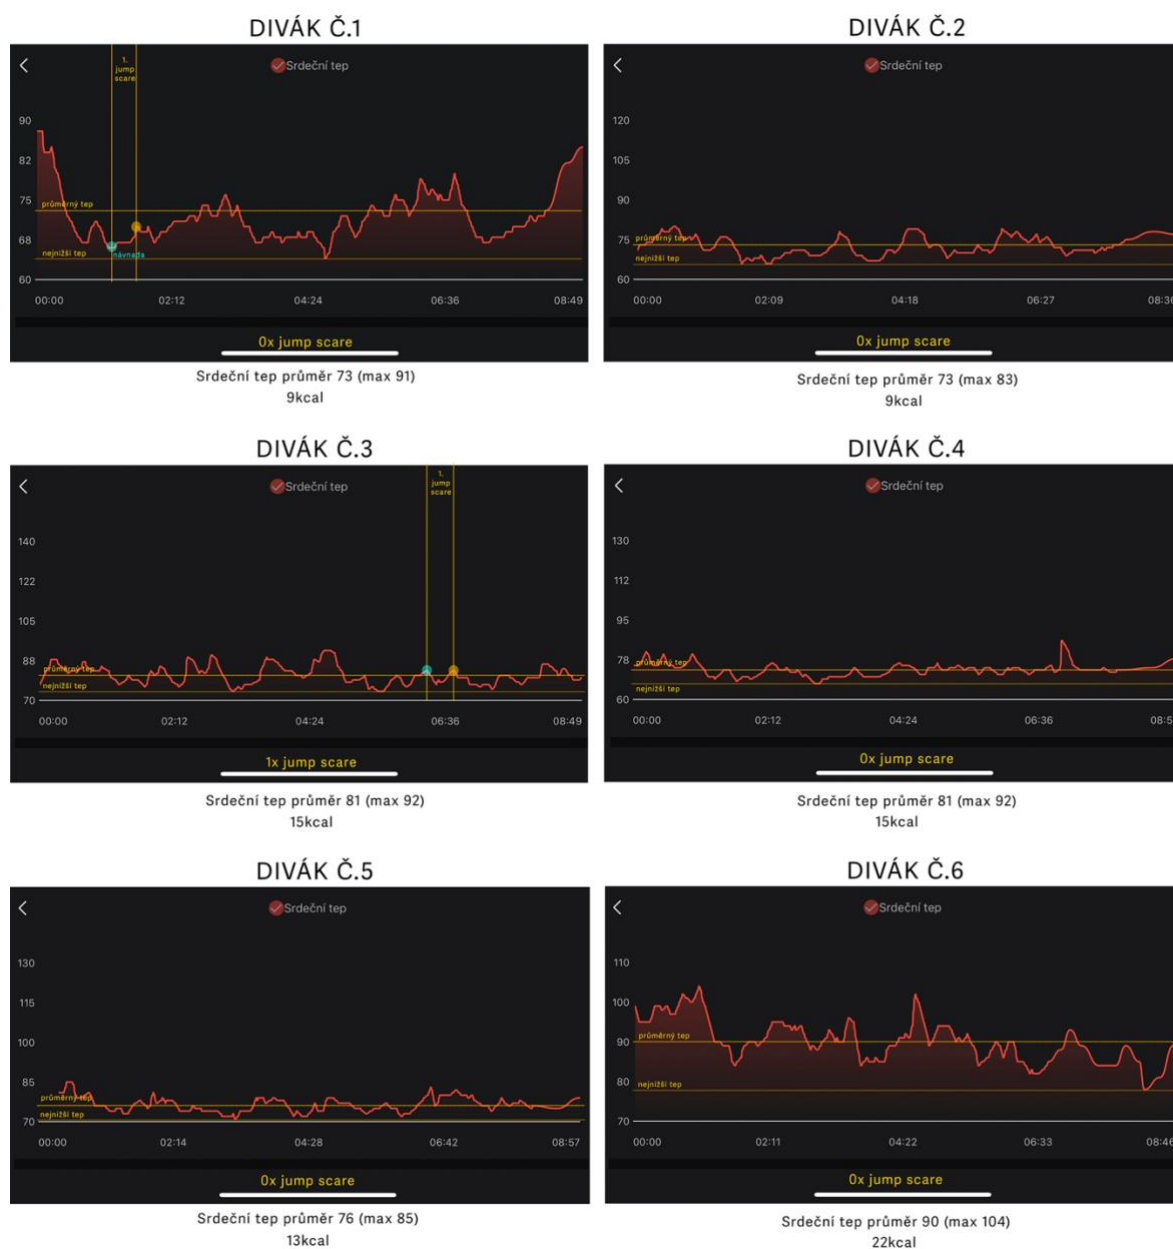 DIVÁK Č.1
1.
jump
scare
Srdeční tep
90
82
75
68
60
průměrný tep
nejnižší tep
návnada
00:00 02:12 04:24 06:36 08:49
0x jump scare
Srdeční tep průměr 73 (max 91)
9kcal
DIVÁK Č.2
Srdeční tep
120
105
90
75
60
průměrný tep
nejnižší tep
00:00 02:09 04:18 06:27 08:36
0x jump scare
Srdeční tep průměr 73 (max 83)
9kcal
DIVÁK Č.3
1.
jump
scare
Srdeční tep
140
122
105
88
70
průměrný tep
nejnižší tep
00:00 02:12 04:24 06:36 08:49
1x jump scare
Srdeční tep průměr 81 (max 92)
15kcal
DIVÁK Č.4
Srdeční tep
130
112
95
78
60
průměrný tep
nejnižší tep
00:00 02:12 04:24 06:36 08:5
0x jump scare
Srdeční tep průměr 81 (max 92)
15kcal
DIVÁK Č.5
Srdeční tep
130
115
100
85
70
průměrný tep
nejnižší tep
00:00 02:14 04:28 06:42 08:57
0x jump scare
Srdeční tep průměr 76 (max 85)
13kcal
DIVÁK Č.6
Srdeční tep
110
100
90
80
70
průměrný tep
nejnižší tep
00:00 02:11 04:22 06:33 08:46
0x jump scare
Srdeční tep průměr 90 (max 104)
22kcal